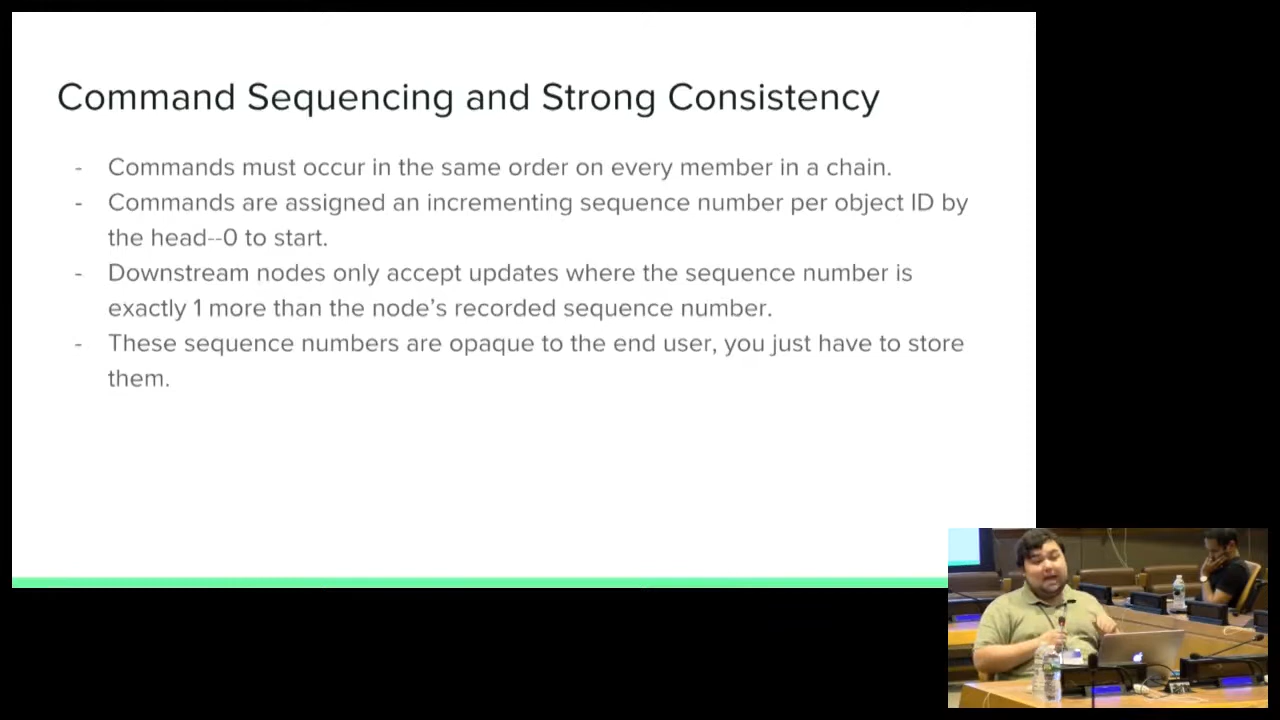 Command Sequencing and Strong Consistency
- Commands must occur in the same order on every member in a chain.
- Commands are assigned an incrementing sequence number per object ID by
the head--0 to start.
- Downstream nodes only accept updates where the sequence number is
exactly 1 more than the node's recorded sequence number.
- These sequence numbers are opaque to the end user, you just have to store
them.